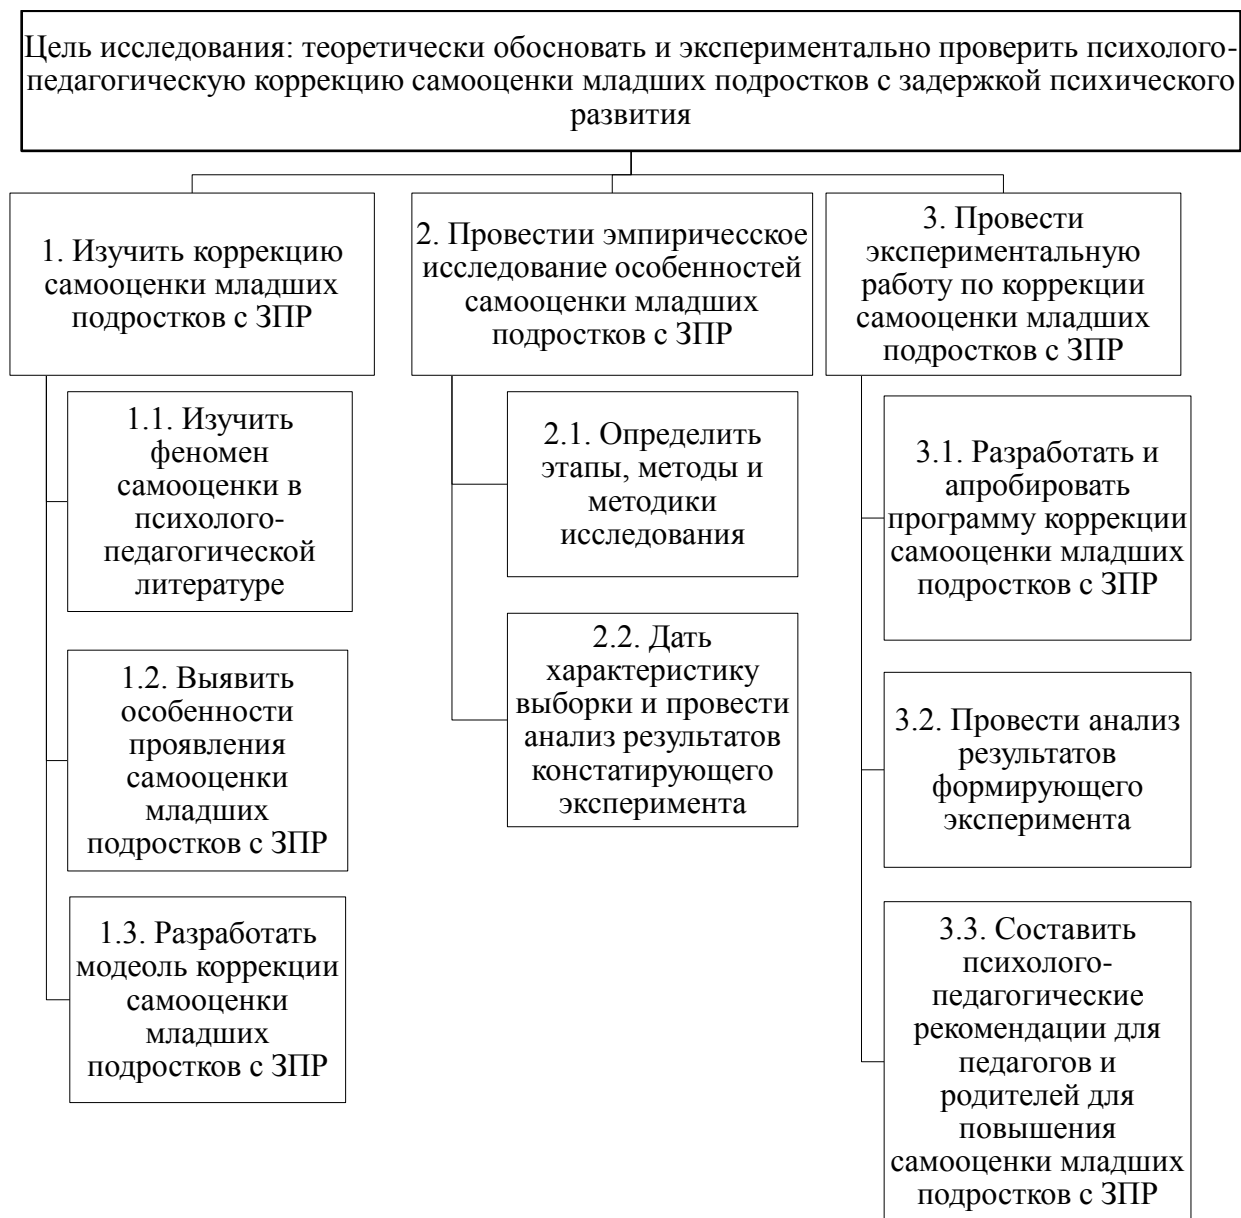 Цель исследования: теоретически обосновать и экспериментально проверить психолого-
педагогическую коррекцию самооценки младших подростков с задержкой психического
развития
1. Изучить коррекцию
самооценки младших
подростков с ЗПР
1.1. Изучить
феномен
самооценки в
психолого-
педагогической
литературе
1.2. Выявить
особенности
проявления
самооценки
младших
подростков с ЗПР
1.3. Разработать
модеоль коррекции
самооценки
младших
подростков с ЗПР
2. Провестии эмпиричесское
исследование особенностей
самооценки младших
подростков с ЗПР
2.1. Определить
этапы, методы и
методики
исследования
2.2. Дать
характеристику
выборки и провести
анализ результатов
констатирующего
эксперимента
3. Провести
экспериментальную
работу по коррекции
самооценки младших
подростков с ЗПР
3.1. Разработать и
апробировать
программу коррекции
самооценки младших
подростков с ЗПР
3.2. Провести анализ
результатов
формирующего
эксперимента
3.3. Составить
психолого-
педагогические
рекомендации для
педагогов и
родителей для
повышения
самооценки младших
подростков с ЗПР